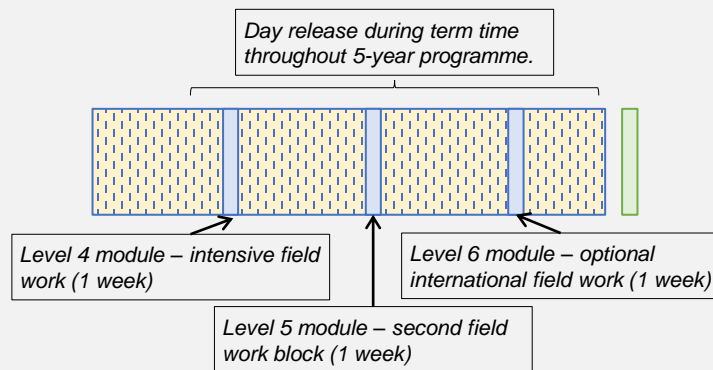 Day release during term time
throughout 5-year programme.
Level 4 module – intensive field
work (1 week)
Level 6 module – optional
international field work (1 week)
Level 5 module – second field
work block (1 week)